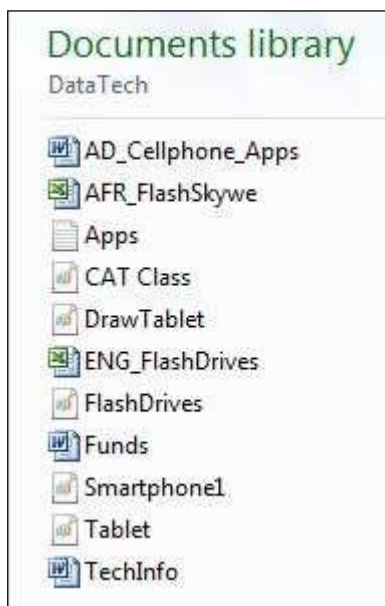 Documents library
DataTech
AD_Cellphone_Apps
AFR_FlashSkywe
Apps
CAT Class
DrawTablet
ENG_FlashDrives
FlashDrives
Funds
Smartphone1
Tablet
TechInfo